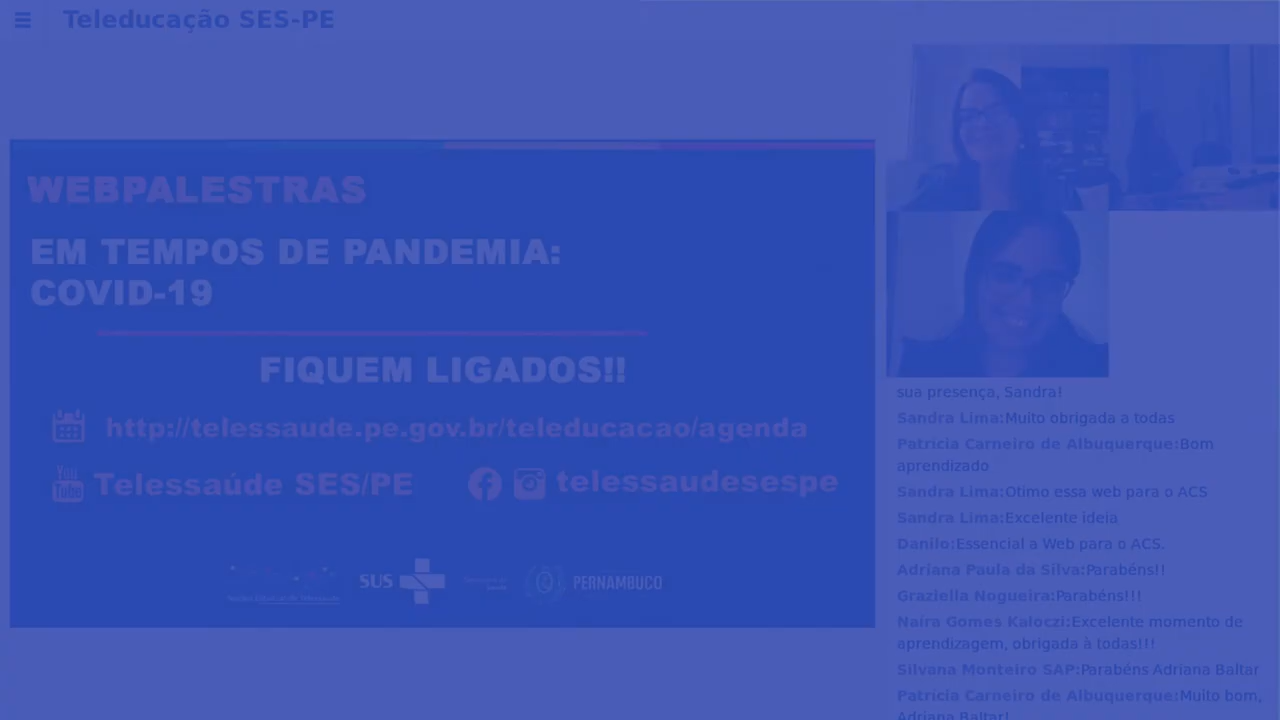 Teleducação SES-PE
WEBPALESTRAS
EM TEMPOS DE PANDEMIA:
COVID-19
FIQUEM LIGADOS!!
http://telessaude.pe.gov.br/teleducacao/agenda
You
Tube
Telessaúde SES/PE
telessaudesespe
SUS
PERNAMBUCO
sua presença, Sandra!
Sandra Lima:Muito obrigada a todas
Patrícia Carneiro de Albuquerque:Bom
aprendizado
Sandra Lima:Otimo essa web para o ACS
Sandra Lima:Excelente ideia
Danilo:Essencial a Web para o ACS.
Adriana Paula da Silva:Parabéns!!
Graziella Nogueira:Parabéns!!!
Naira Gomes Kaloczi:Excelente momento de
aprendizagem, obrigada à todas!!!
Silvana Monteiro SAP:Parabéns Adriana Baltar
Patrícia Carneiro de Albuquerque:Muito bom,
Adriana Baltar!